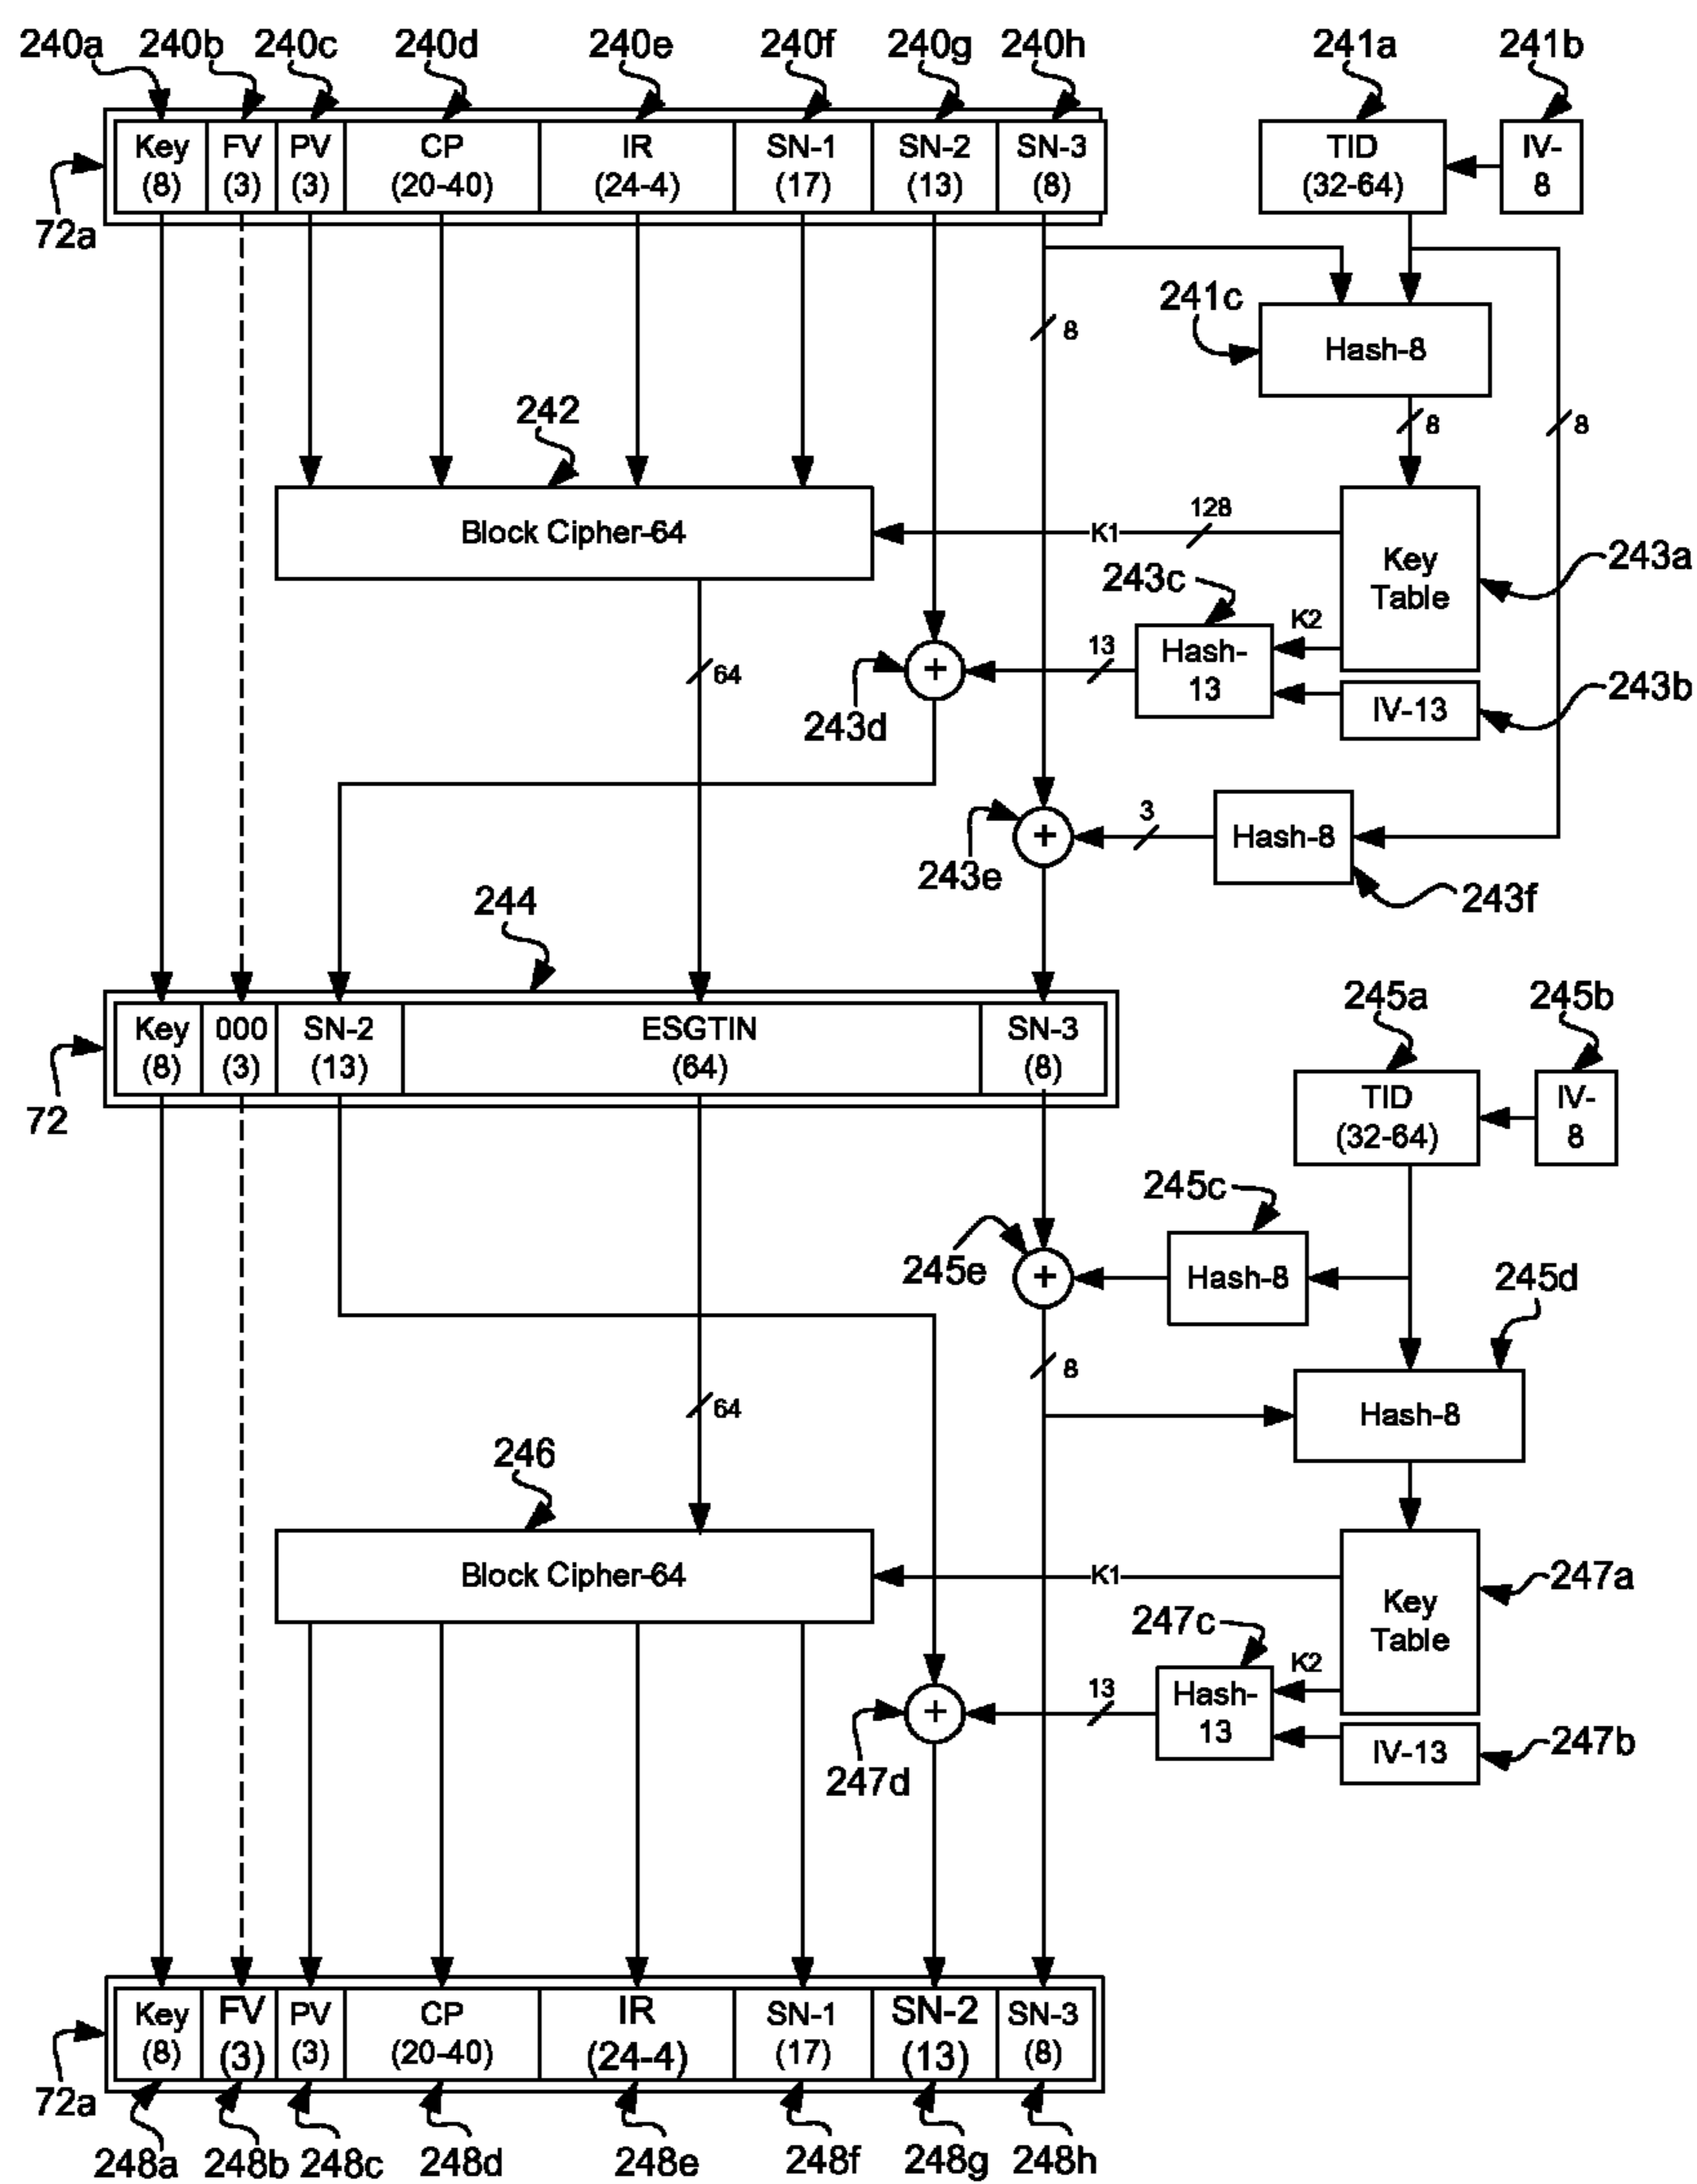 240a 240b 240c 240d 240e 240f 240g 240h 241a 241b
Key FV PV CP IR SN-1 SN-2 SN-3 TID IV-
(8) (3) (3) (20-40) (24-4) (17) (13) (8) (32-64) 8
72a
241c
Hash-8
8
242
8
8
128
Block Cipher-64
K1
Key
Table
243a
243c
K2
Hash-
13
13
64
+
243d
IV-13
243b
3
+
Hash-8
243e
243f
244
245a 245b
Key 000 SN-2 ESGTIN SN-3
(8) (3) (13) (64) (8)
72
TID IV-
(32-64) 8
245c
245e
+
Hash-8
245d
8
64
Hash-8
246
Block Cipher-64
K1
Key
Table
247a
247c
K2
Hash-
13
13
+
247d
IV-13
247b
Key FV PV CP IR SN-1 SN-2 SN-3
(8) (3) (3) (20-40) (24-4) (17) (13) (8)
72a
248a 248b 248c 248d 248e 248f 248g 248h